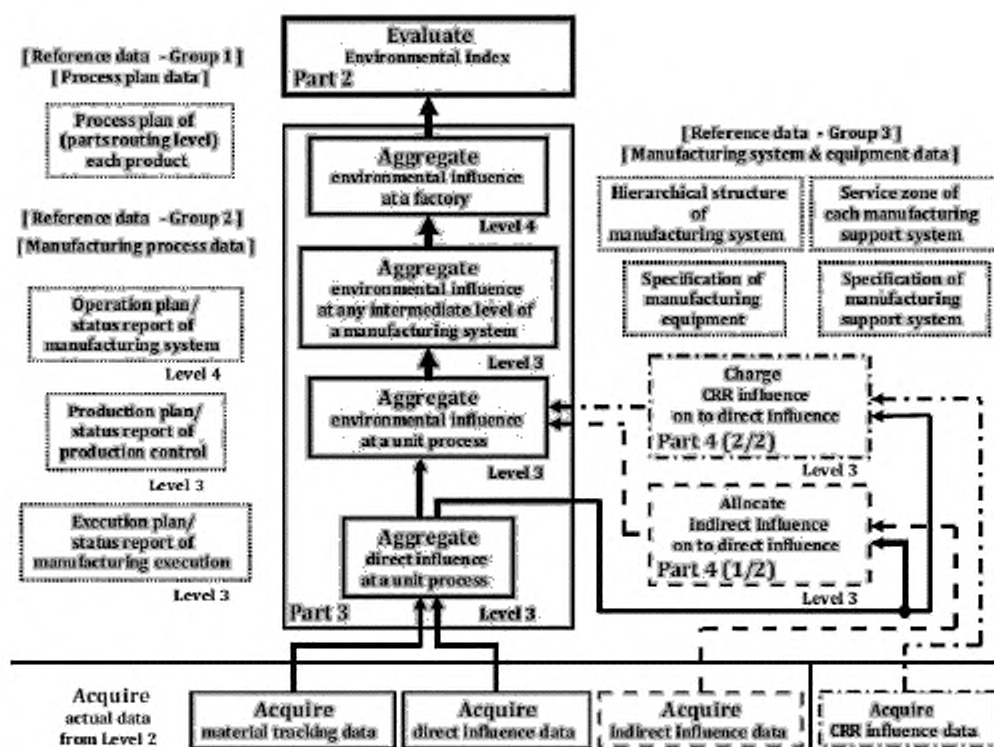 [ Reference data - Group 1 ]
[ Process plan data ]
Process plan of
(parts routing level)
each product
[ Reference data - Group 2 ]
[ Manufacturing process data ]
Operation plan/
status report of
manufacturing system
Level 4
Production plan/
status report of
production control
Level 3
Execution plan/
status report of
manufacturing execution
Level 3
Evaluate
Environmental Index
Part 2
Aggregate
environmental influence
at a factory
Level 4
Aggregate
environmental influence
at any intermediate level of
a manufacturing system
Level 3
Aggregate
environmental influence
at a unit process
Level 3
Aggregate
direct influence
at a unit process
Part 3
Level 3
[ Reference data - Group 3 ]
[ Manufacturing system & equipment data ]
Hierarchical structure
of
manufacturing system
Service zone of
each manufacturing
support system
Specification of
manufacturing
equipment
Specification of
manufacturing
support system
Charge
CRR influence
on to direct influence
Part 4 (2/2)
Level 3
Allocate
indirect influence
on to direct influence
Part 4 (1/2)
Level 3
Acquire
actual data
from Level 2
Acquire
material tracking data
Acquire
direct influence data
Acquire
indirect influence data
Acquire
CRR influence data